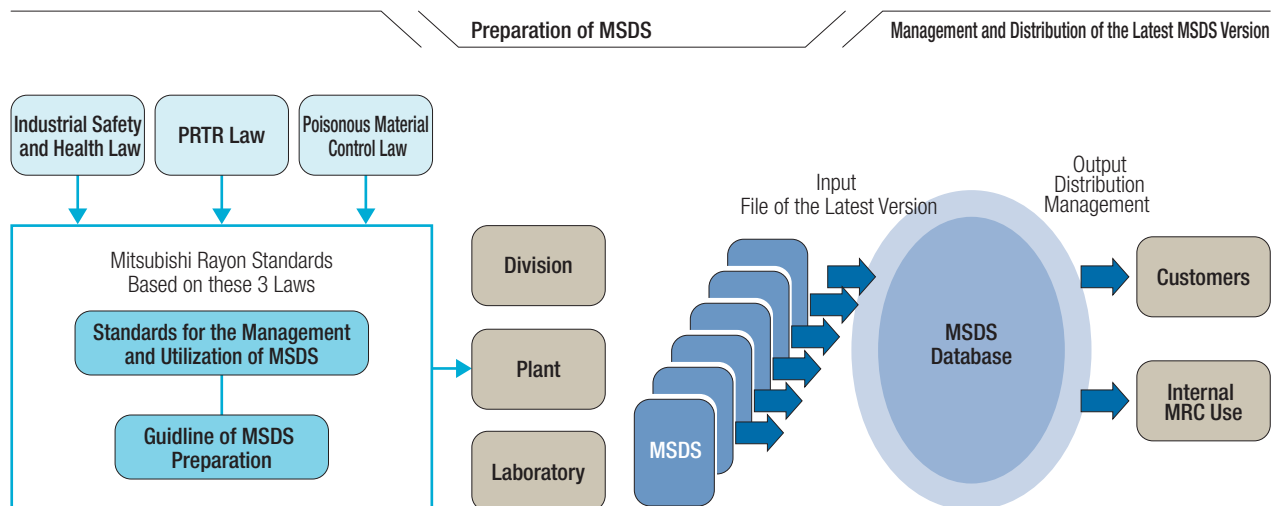 Preparation of MSDS
Management and Distribution of the Latest MSDS Version
Industrial Safety
and Health Law
PRTR Law
Poisonous Material
Control Law
Mitsubishi Rayon Standards
Based on these 3 Laws
Standards for the Management
and Utilization of MSDS
Guidline of MSDS
Preparation
Division
Plant
Laboratory
MSDS
Input
File of the Latest Version
MSDS
Database
Output
Distribution
Management
Customers
Internal
MRC Use